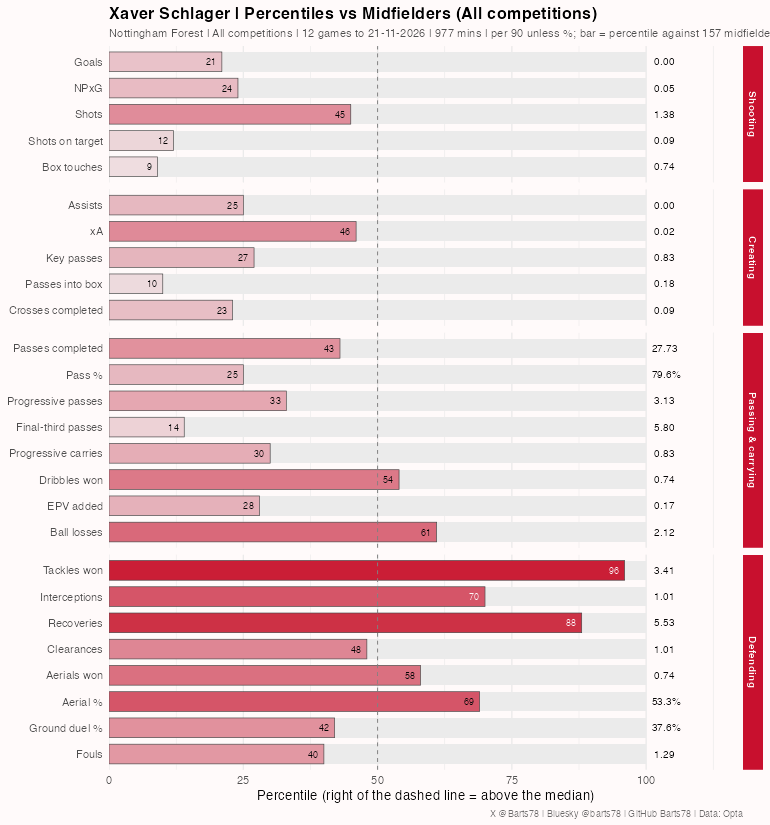 Xaver Schlager | Percentiles vs Midfielders (All competitions)
Nottingham Forest | All competitions | 12 games to 21-11-2026 | 977 mins | per 90 unless %; bar = percentile against 157 midfielde
Goals 21 0.00
NPxG 24 0.05
Shots 45 1.38
Shots on target 12 0.09
Box touches 9 0.74
Shooting
Assists 25 0.00
xA 46 0.02
Key passes 27 0.83
Passes into box 10 0.18
Crosses completed 23 0.09
Creating
Passes completed 43 27.73
Pass % 25 79.6%
Progressive passes 33 3.13
Final-third passes 14 5.80
Progressive carries 30 0.83
Dribbles won 54 0.74
EPV added 28 0.17
Ball losses 61 2.12
Passing & carrying
Tackles won 96 3.41
Interceptions 70 1.01
Recoveries 88 5.53
Clearances 48 1.01
Aerials won 58 0.74
Aerial % 69 53.3%
Ground duel % 42 37.6%
Fouls 40 1.29
Defending
0 25 50 75 100
Percentile (right of the dashed line = above the median)
X @Barts78 | Bluesky @barts78 | GitHub Barts78 | Data: Opta